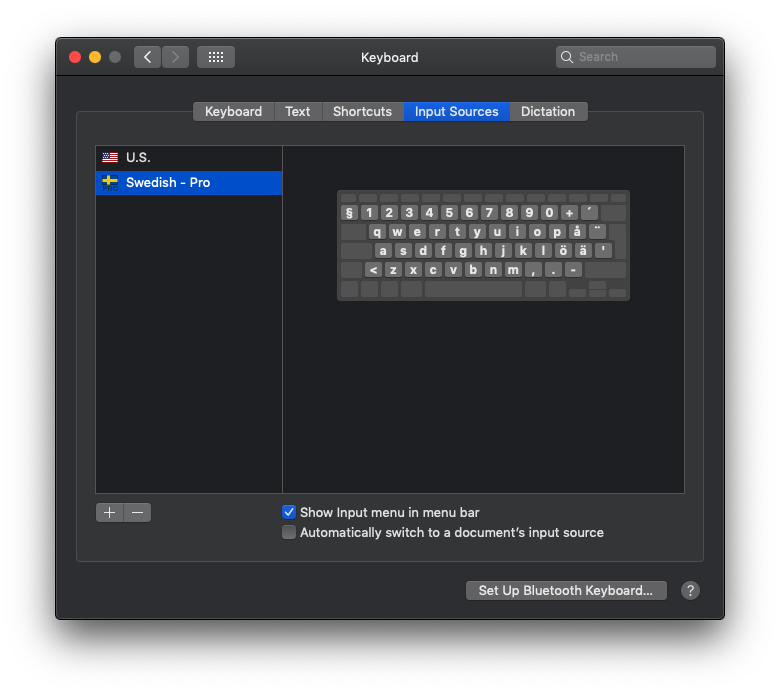 Keyboard
Search
Keyboard Text Shortcuts Input Sources Dictation
U.S.
PRO Swedish - Pro
§ 1 2 3 4 5 6 7 8 9 0 + ´
q w e r t y u i o p å ¨
a s d f g h j k l ö ä '
< z x c v b n m , . -
+ −
Show Input menu in menu bar
Automatically switch to a document's input source
Set Up Bluetooth Keyboard... ?